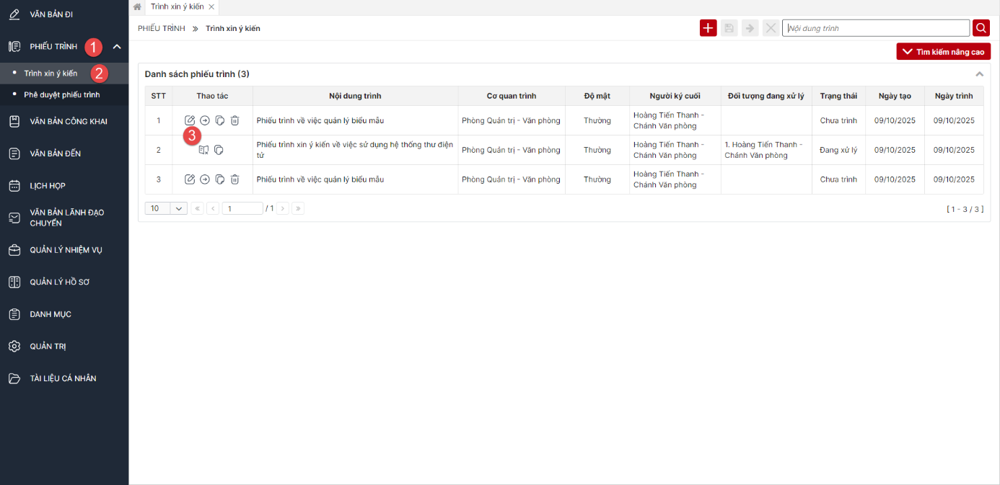 VĂN BẢN ĐI
PHIẾU TRÌNH 1
Trình xin ý kiến 2
Phê duyệt phiếu trình
VĂN BẢN CÔNG KHAI
VĂN BẢN ĐẾN
LỊCH HỌP
VĂN BẢN LÃNH ĐẠO
CHUYỂN
QUẢN LÝ NHIỆM VỤ
QUẢN LÝ HỒ SƠ
DANH MỤC
QUẢN TRỊ
TÀI LIỆU CÁ NHÂN
Trình xin ý kiến
PHIẾU TRÌNH » Trình xin ý kiến
Nội dung trình
Tìm kiếm nâng cao
Danh sách phiếu trình (3)
STT Thao tác Nội dung trình Cơ quan trình Độ mật Người ký cuối Đối tượng đang xử lý Trạng thái Ngày tạo Ngày trình
1 Phiếu trình về việc quản lý biểu mẫu Phòng Quản trị - Văn phòng Thường Hoàng Tiến Thanh - Chưa trình 09/10/2025 09/10/2025
Chánh Văn phòng
3
2 Phiếu trình xin ý kiến về việc sử dụng hệ thống thư điện Phòng Quản trị - Văn phòng Thường Hoàng Tiến Thanh - 1. Hoàng Tiến Thanh - Đang xử lý 09/10/2025 09/10/2025
tử Chánh Văn phòng Chánh Văn phòng
3 Phiếu trình về việc quản lý biểu mẫu Phòng Quản trị - Văn phòng Thường Hoàng Tiến Thanh - Chưa trình 09/10/2025 09/10/2025
Chánh Văn phòng
10 « ‹ 1 / 1 › » [ 1 - 3 / 3 ]